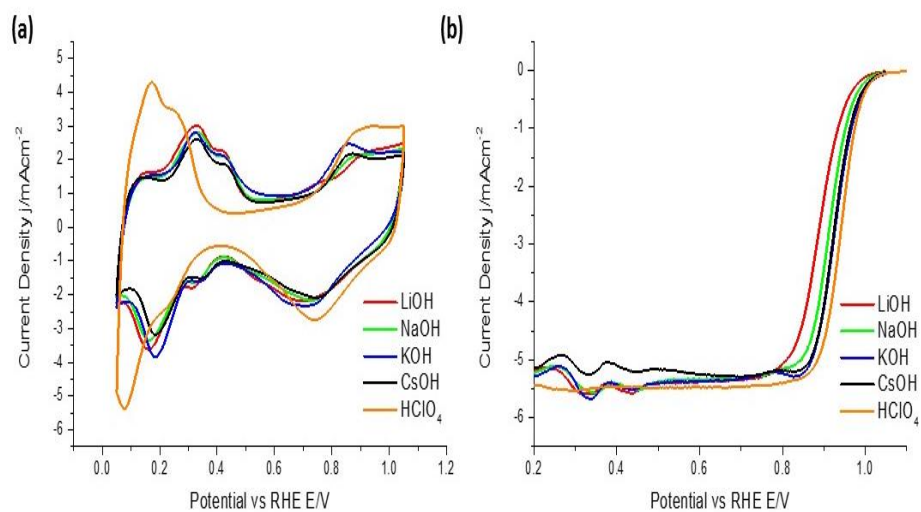 (a)
Current Density j/mAcm⁻²
5
4
3
2
1
0
-1
-2
-3
-4
-5
-6
0.0 0.2 0.4 0.6 0.8 1.0 1.2
Potential vs RHE E/V
LiOH
NaOH
KOH
CsOH
HClO₄
(b)
Current Density j/mAcm⁻²
0
-1
-2
-3
-4
-5
-6
0.2 0.4 0.6 0.8 1.0
Potential vs RHE E/V
LiOH
NaOH
KOH
CsOH
HClO₄